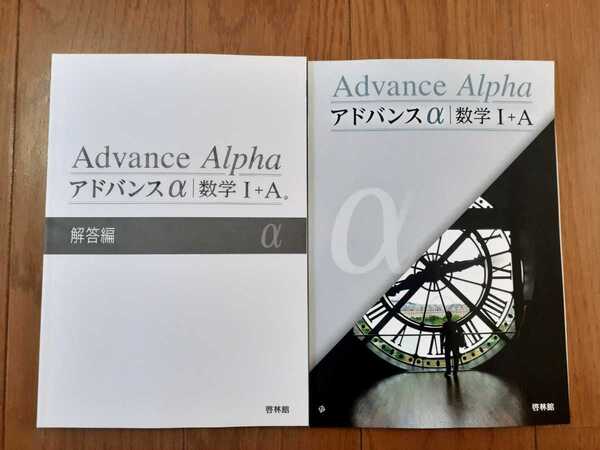 Advance Alpha
アドバンスα|数学 I+A。
解答編
α
啓林館
Advance Alpha
アドバンスα|数学 I+A
α
啓林館